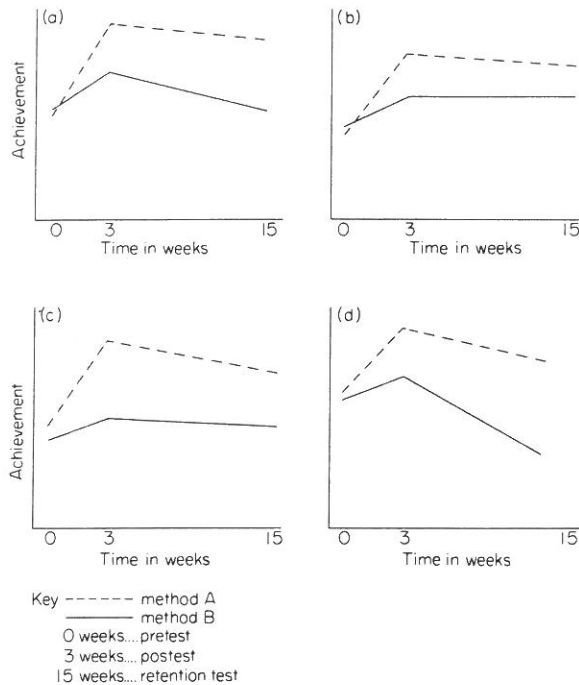 (a)
Achievement
0 3 15
Time in weeks
(b)
0 3 15
Time in weeks
(c)
Achievement
0 3 15
Time in weeks
(d)
0 3 15
Time in weeks
Key method A
method B
0 weeks....pretest
3 weeks....postest
15 weeks....retention test